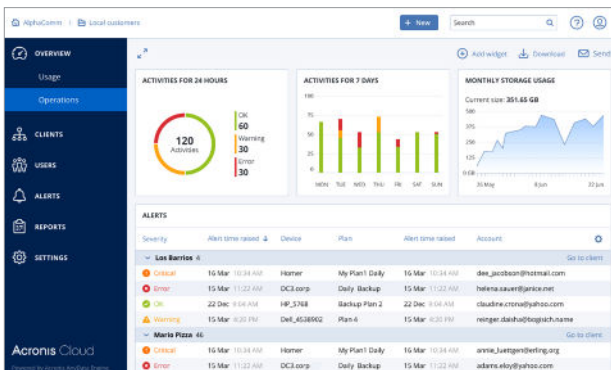 AlphaComm
Local customers
+ New
Search
OVERVIEW
Usage
Operations
CLIENTS
USERS
ALERTS
REPORTS
SETTINGS
Acronis Cloud
Add widget
Download
Send
ACTIVITIES FOR 24 HOURS
120
Activities
OK
60
Warning
30
Error
30
ACTIVITIES FOR 7 DAYS
100
75
50
25
0
MON TUE WED THU FRI SAT SUN
MONTHLY STORAGE USAGE
Current size: 351.65 GB
500
375
250
125
0 GB
25 May 8 Jun 22 Jun
ALERTS
Severity Alert time raised Device Plan Alert time raised Account
Los Barrios 4 Go to client
Critical 16 Mar 10:34 AM Homer My Plan1 Daily 16 Mar 10:34 AM dee_jacobson@hotmail.com
Error 15 Mar 11:22 AM DC3.corp Daily Backup 15 Mar 11:22 AM helena.sauer@janice.net
OK 22 Dec 9:04 AM HP_5768 Backup Plan 2 22 Dec 9:04 AM claudine.crona@yahoo.com
Warning 15 Mar 4:20 PM Dell_4538902 Plan 4 15 Mar 4:20 PM reinger.daisha@bogisich.name
Mario Pizza 46 Go to client
Critical 16 Mar 10:34 AM Homer My Plan1 Daily 16 Mar 10:34 AM annie_luettgen@erling.org
Error 15 Mar 11:22 AM DC3.corp Daily Backup 15 Mar 11:22 AM adams.eloy@yahoo.com